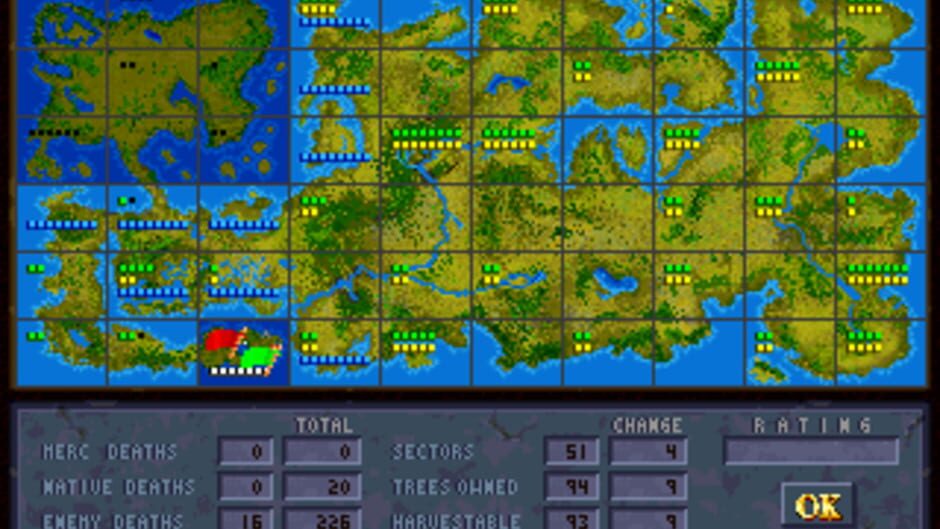 TOTAL CHANGE RATING
MERC DEATHS 0 0 SECTORS 51 4
NATIVE DEATHS 0 20 TREES OWNED 94 9
OK
ENEMY DEATHS 16 226 HARVESTABLE 93 9